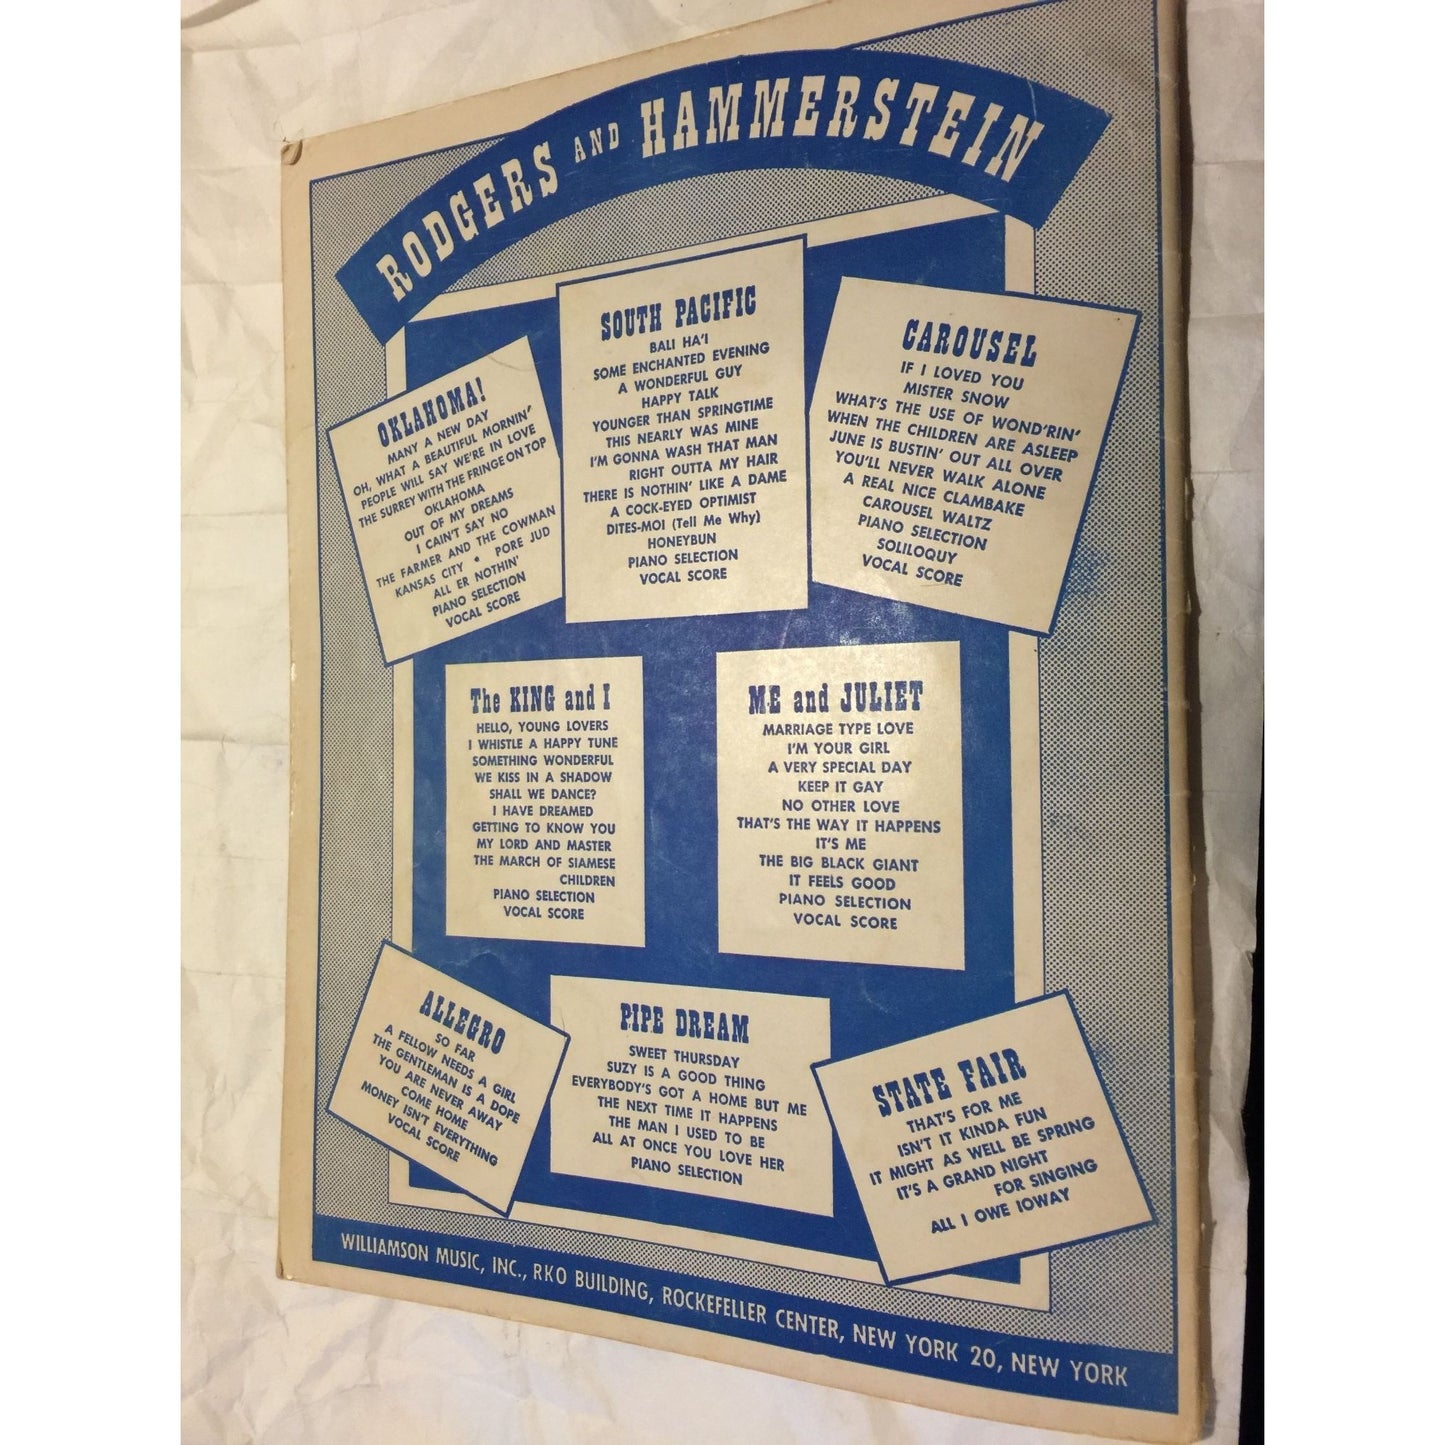 RODGERS AND HAMMERSTEIN
OKLAHOMA!
MANY A NEW DAY
OH, WHAT A BEAUTIFUL MORNIN'
PEOPLE WILL SAY WE'RE IN LOVE
THE SURREY WITH THE FRINGE ON TOP
OKLAHOMA
OUT OF MY DREAMS
I CAIN'T SAY NO
THE FARMER AND THE COWMAN
KANSAS CITY • PORE JUD
ALL ER NOTHIN'
PIANO SELECTION
VOCAL SCORE
SOUTH PACIFIC
BALI HA'I
SOME ENCHANTED EVENING
A WONDERFUL GUY
HAPPY TALK
YOUNGER THAN SPRINGTIME
THIS NEARLY WAS MINE
I'M GONNA WASH THAT MAN
RIGHT OUTTA MY HAIR
THERE IS NOTHIN' LIKE A DAME
A COCK-EYED OPTIMIST
DITES-MOI (Tell Me Why)
HONEYBUN
PIANO SELECTION
VOCAL SCORE
CAROUSEL
IF I LOVED YOU
MISTER SNOW
WHAT'S THE USE OF WOND'RIN'
WHEN THE CHILDREN ARE ASLEEP
JUNE IS BUSTIN' OUT ALL OVER
YOU'LL NEVER WALK ALONE
A REAL NICE CLAMBAKE
CAROUSEL WALTZ
PIANO SELECTION
SOLILOQUY
VOCAL SCORE
The KING and I
HELLO, YOUNG LOVERS
I WHISTLE A HAPPY TUNE
SOMETHING WONDERFUL
WE KISS IN A SHADOW
SHALL WE DANCE?
I HAVE DREAMED
GETTING TO KNOW YOU
MY LORD AND MASTER
THE MARCH OF SIAMESE
CHILDREN
PIANO SELECTION
VOCAL SCORE
ME and JULIET
MARRIAGE TYPE LOVE
I'M YOUR GIRL
A VERY SPECIAL DAY
KEEP IT GAY
NO OTHER LOVE
THAT'S THE WAY IT HAPPENS
IT'S ME
THE BIG BLACK GIANT
IT FEELS GOOD
PIANO SELECTION
VOCAL SCORE
ALLEGRO
SO FAR
A FELLOW NEEDS A GIRL
THE GENTLEMAN IS A DOPE
YOU ARE NEVER AWAY
COME HOME
MONEY ISN'T EVERYTHING
VOCAL SCORE
PIPE DREAM
SWEET THURSDAY
SUZY IS A GOOD THING
EVERYBODY'S GOT A HOME BUT ME
THE NEXT TIME IT HAPPENS
THE MAN I USED TO BE
ALL AT ONCE YOU LOVE HER
PIANO SELECTION
STATE FAIR
THAT'S FOR ME
ISN'T IT KINDA FUN
IT MIGHT AS WELL BE SPRING
IT'S A GRAND NIGHT
FOR SINGING
ALL I OWE IOWAY
WILLIAMSON MUSIC, INC., RKO BUILDING, ROCKEFELLER CENTER, NEW YORK 20, NEW YORK